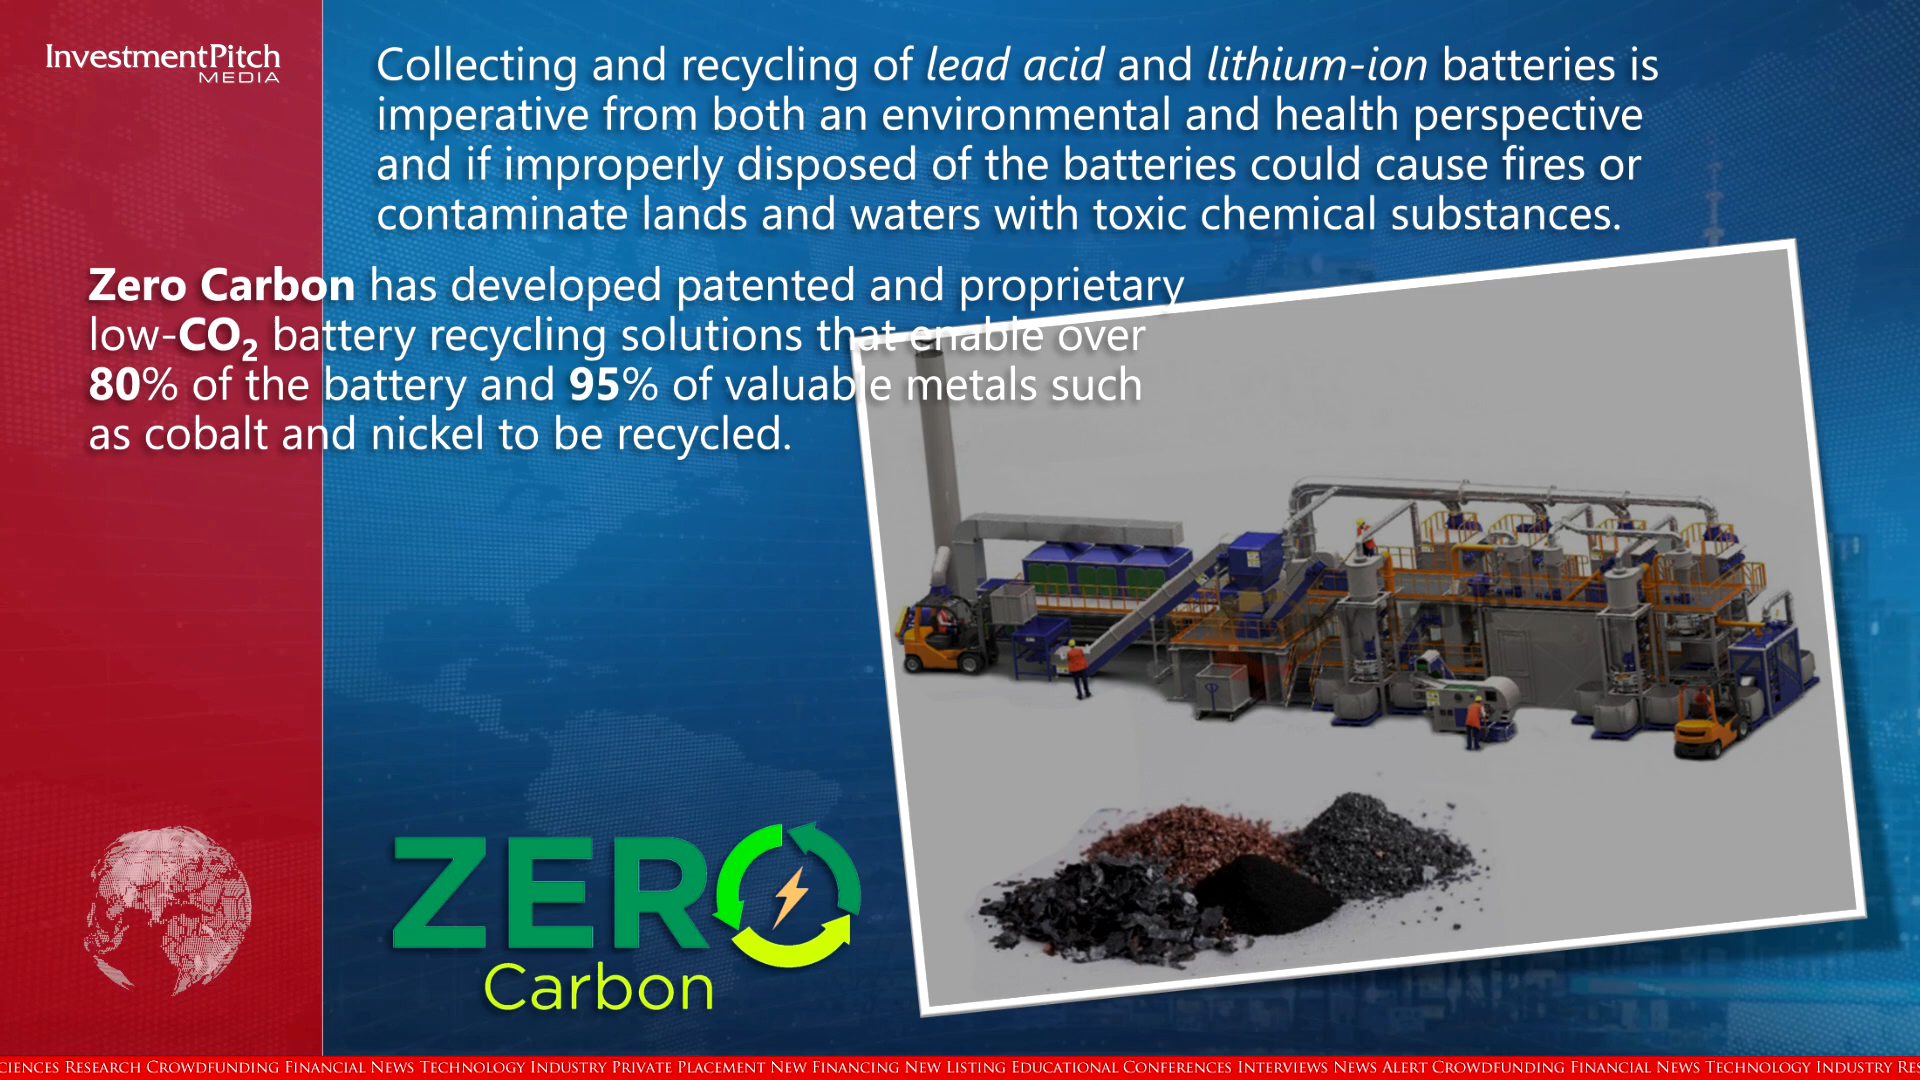 InvestmentPitch
MEDIA
Collecting and recycling of lead acid and lithium-ion batteries is
imperative from both an environmental and health perspective
and if improperly disposed of the batteries could cause fires or
contaminate lands and waters with toxic chemical substances.
Zero Carbon has developed patented and proprietary
low-CO₂ battery recycling solutions that enable over
80% of the battery and 95% of valuable metals such
as cobalt and nickel to be recycled.
ZERO
Carbon
CIENCES RESEARCH CROWDFUNDING FINANCIAL NEWS TECHNOLOGY INDUSTRY PRIVATE PLACEMENT NEW FINANCING NEW LISTING EDUCATIONAL CONFERENCES INTERVIEWS NEWS ALERT CROWDFUNDING FINANCIAL NEWS TECHNOLOGY INDUSTRY RES